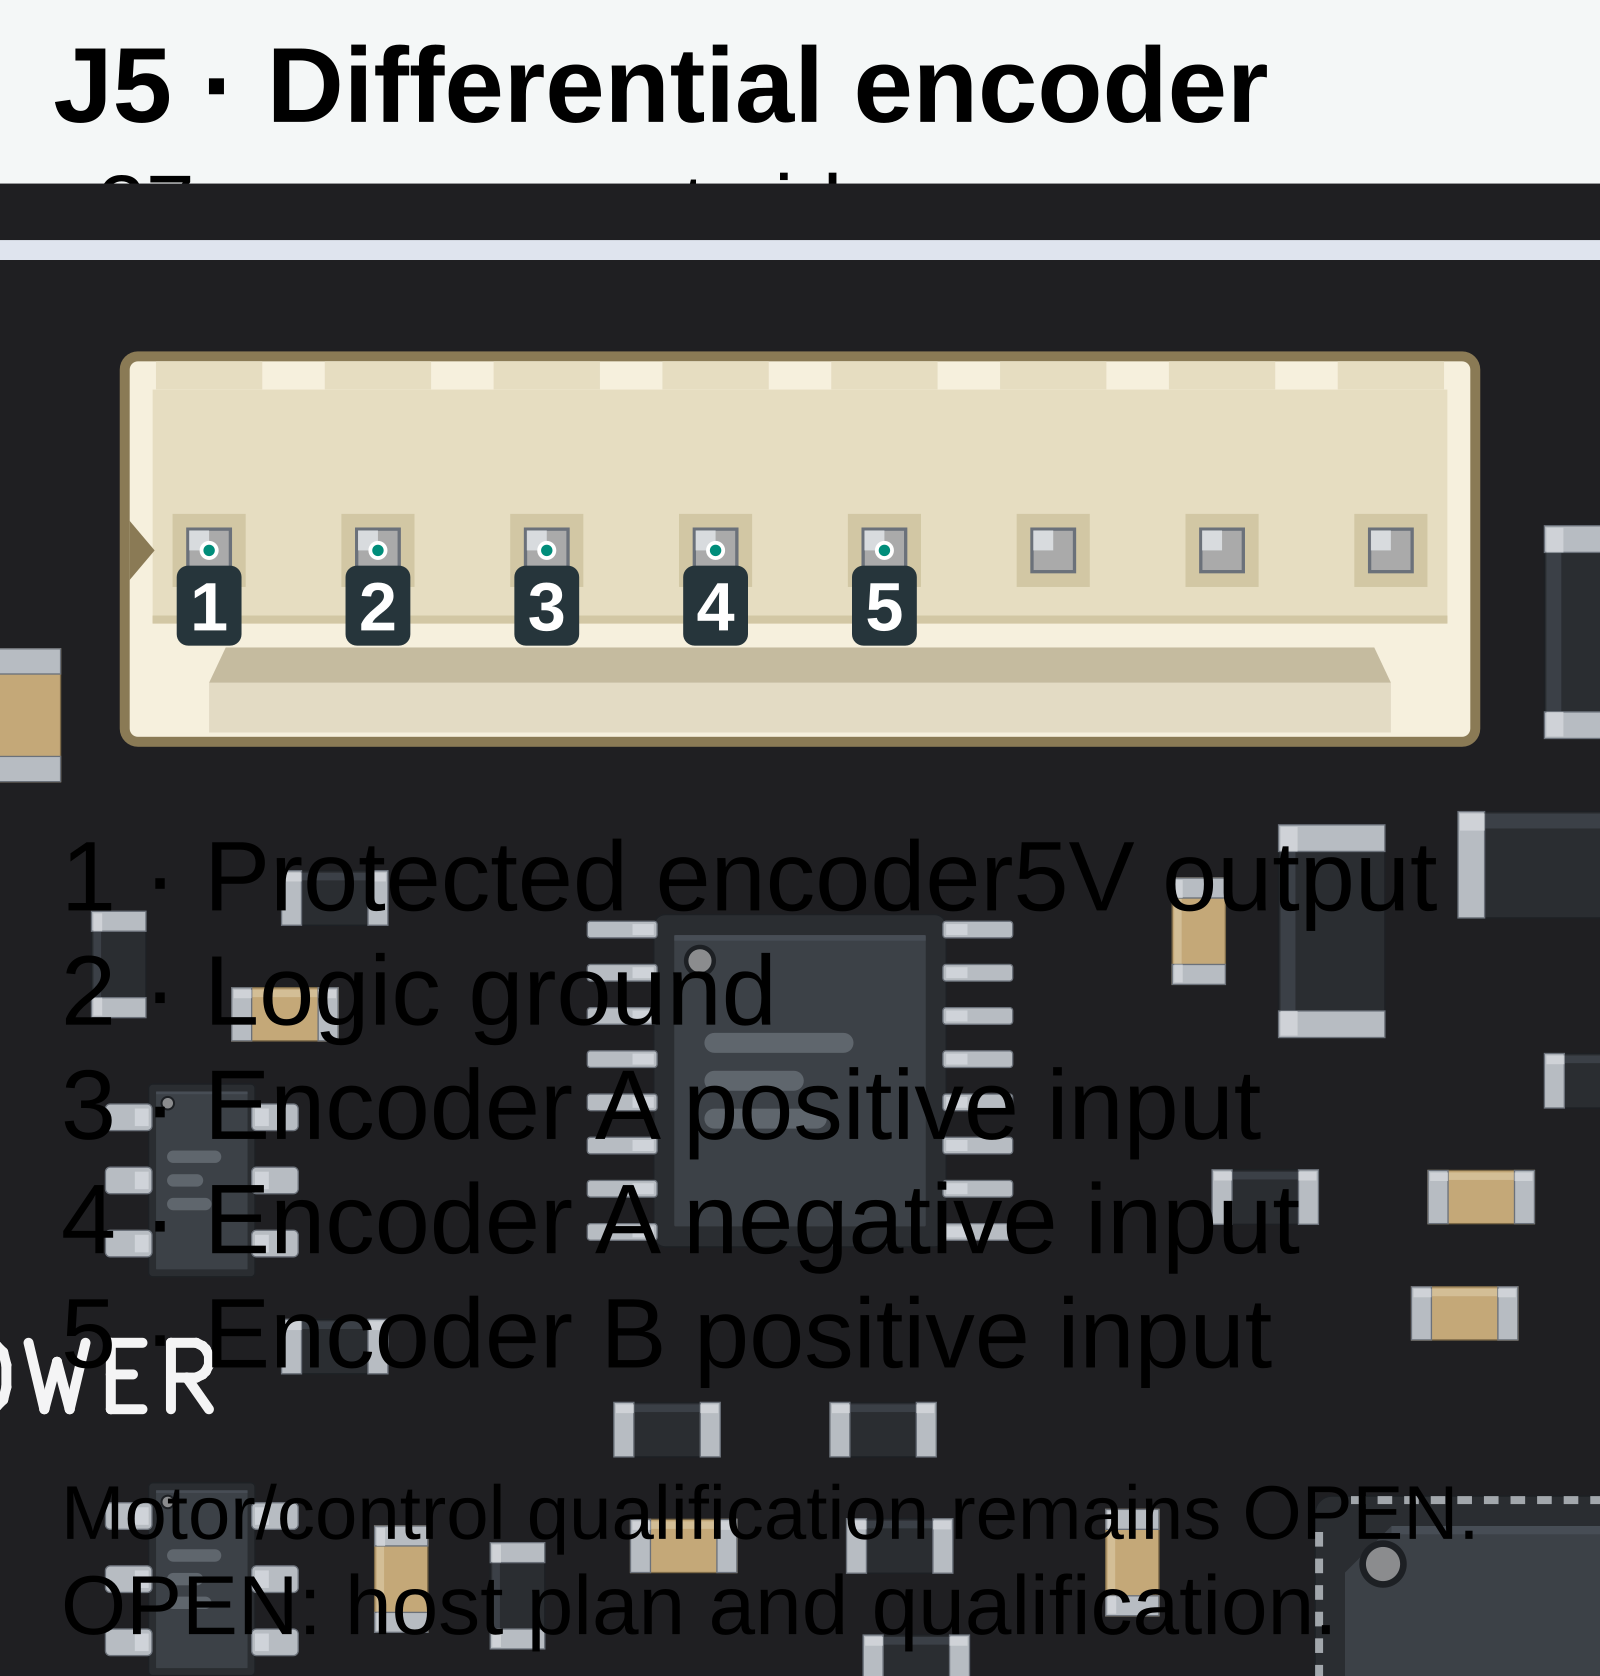 J5 · Differential encoder
1 2 3 4 5
1 · Protected encoder5V output
2 · Logic ground
3 · Encoder A positive input
4 · Encoder A negative input
5 · Encoder B positive input
OWER
Motor/control qualification remains OPEN.
OPEN: host plan and qualification.